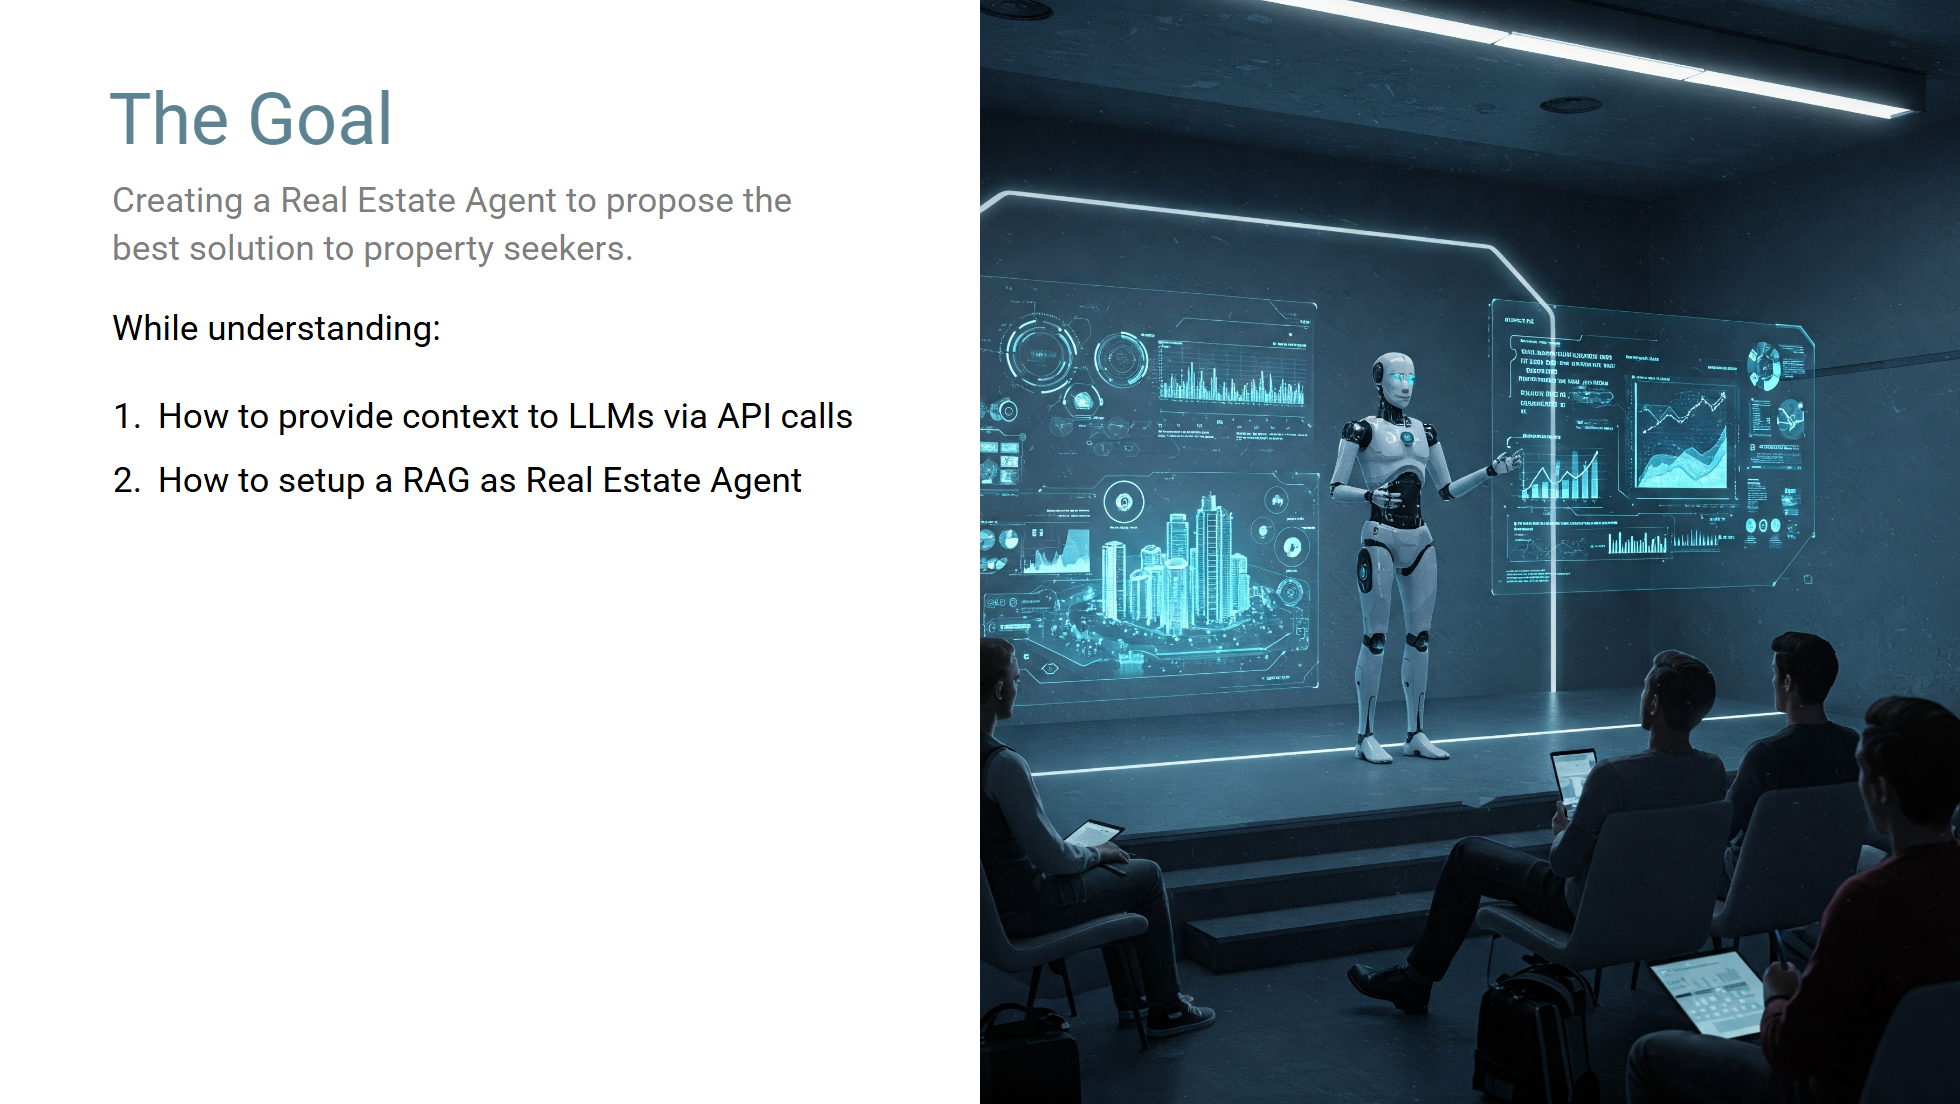 The Goal
Creating a Real Estate Agent to propose the
best solution to property seekers.
While understanding:
1. How to provide context to LLMs via API calls
2. How to setup a RAG as Real Estate Agent